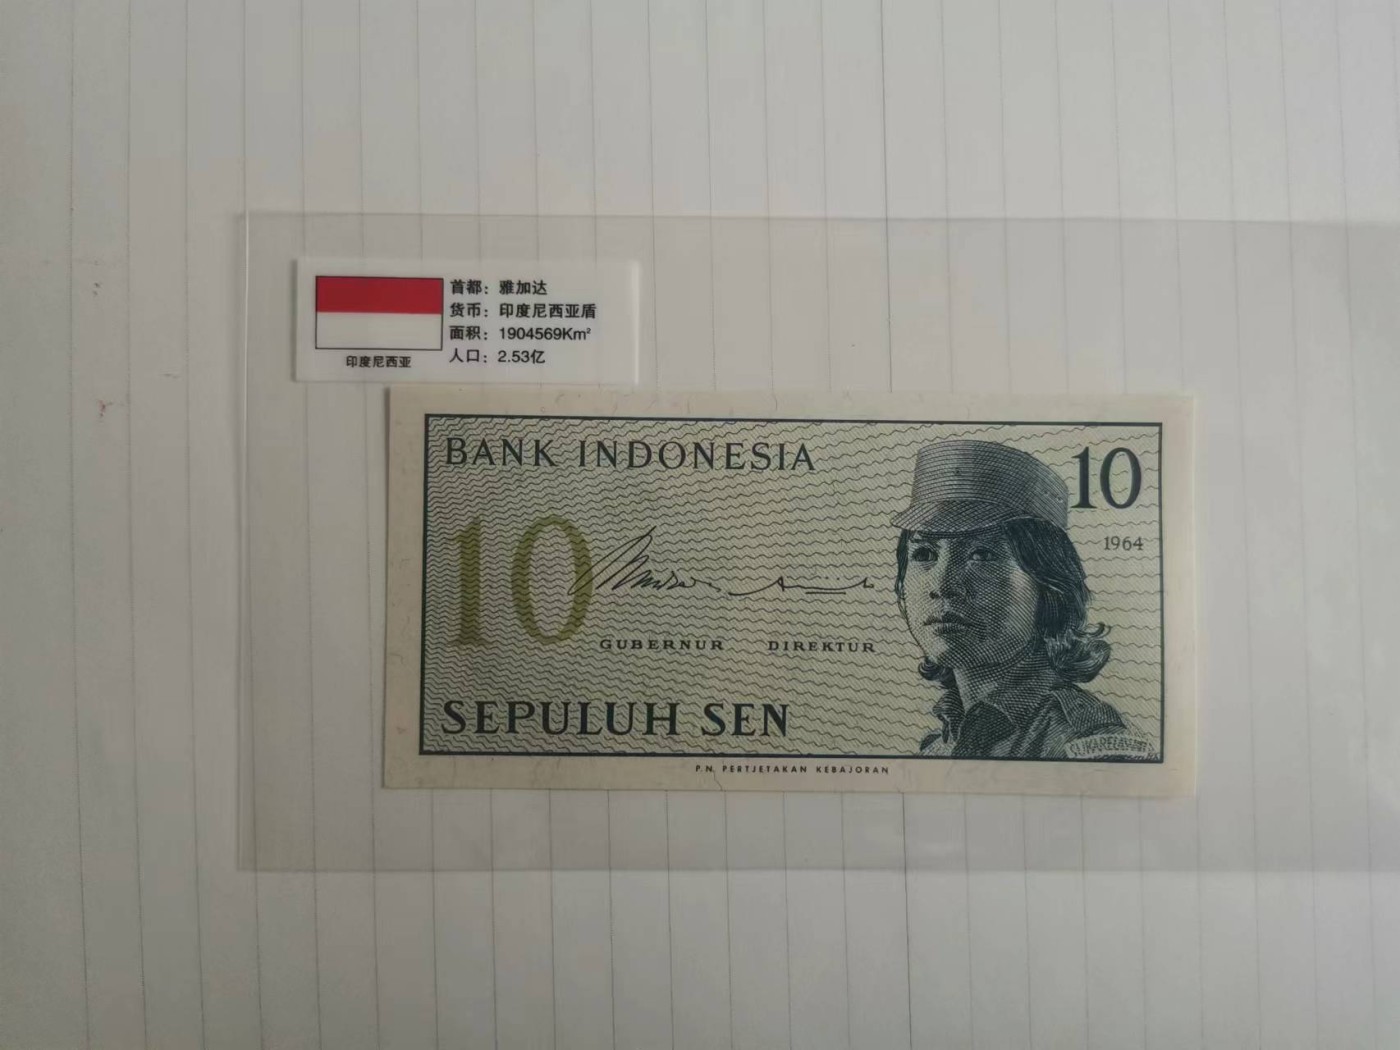 首都：雅加达
货币：印度尼西亚盾
面积：1904569Km²
人口：2.53亿
印度尼西亚
BANK INDONESIA
10
1964
10
GUBERNUR DIREKTUR
SEPULUH SEN
P.N. PERTJETAKAN KEBAJORAN